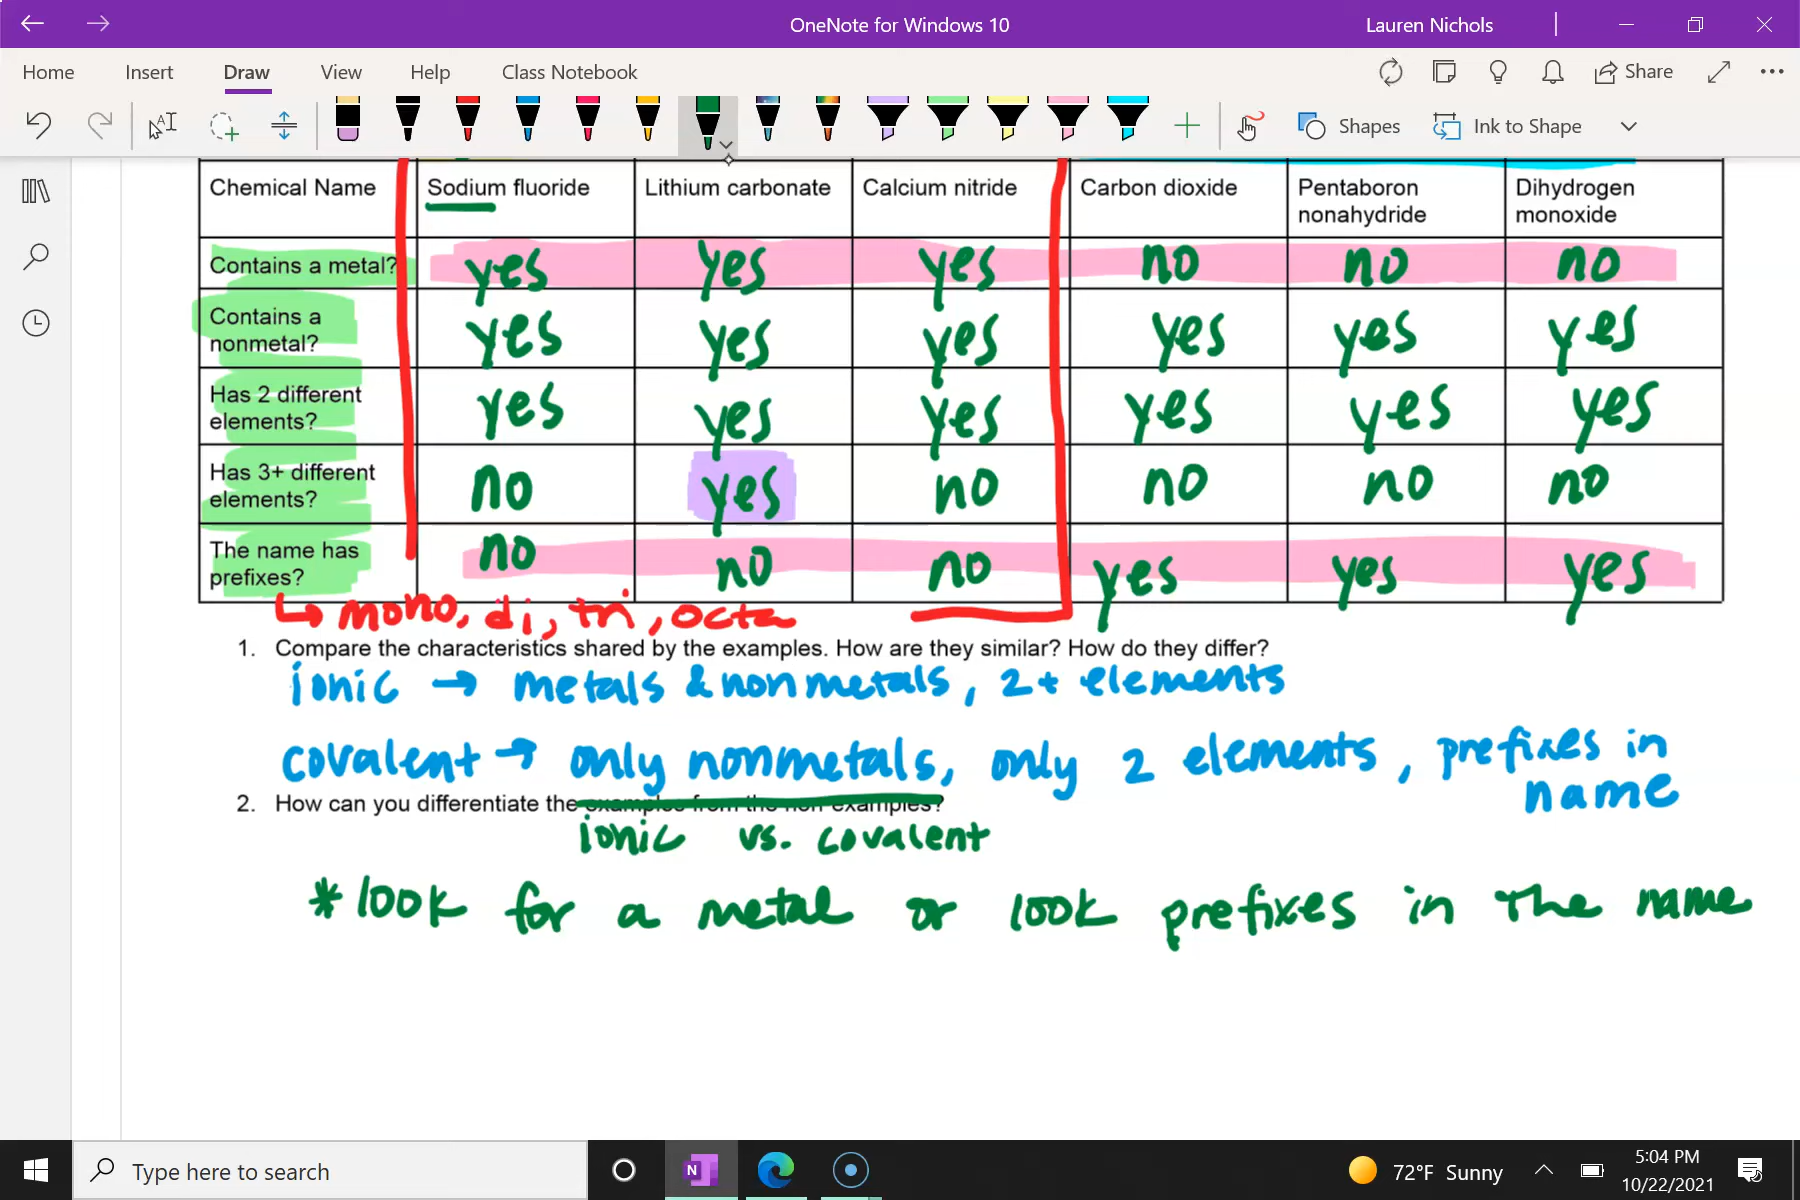 OneNote for Windows 10
Lauren Nichols
Home Insert Draw View Help Class Notebook Share
Shapes Ink to Shape
Chemical Name Sodium fluoride Lithium carbonate Calcium nitride Carbon dioxide Pentaboron nonahydride Dihydrogen monoxide
Contains a metal? yes yes yes no no no
Contains a nonmetal? yes yes yes yes yes yes
Has 2 different elements? yes yes yes yes yes yes
Has 3+ different elements? no yes no no no no
The name has prefixes? no no no yes yes yes
↳ mono, di, tri, octa
1. Compare the characteristics shared by the examples. How are they similar? How do they differ?
ionic → metals & nonmetals, 2+ elements
covalent → only nonmetals, only 2 elements, prefixes in name
2. How can you differentiate the examples from the non-examples?
ionic vs. covalent
*look for a metal or look prefixes in the name
Type here to search
N
72°F Sunny
5:04 PM
10/22/2021